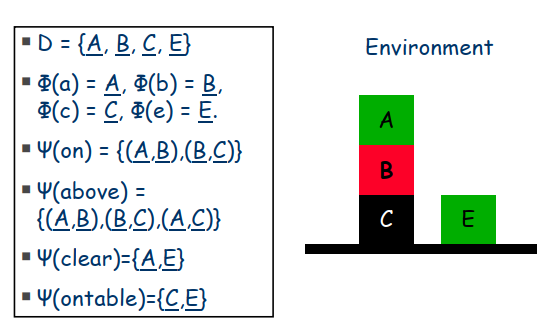 ▪ D = {A, B, C, E}
▪ Φ(a) = A, Φ(b) = B,
Φ(c) = C, Φ(e) = E.
▪ Ψ(on) = {(A,B),(B,C)}
▪ Ψ(above) =
{(A,B),(B,C),(A,C)}
▪ Ψ(clear)={A,E}
▪ Ψ(ontable)={C,E}
Environment
A
B
C
E